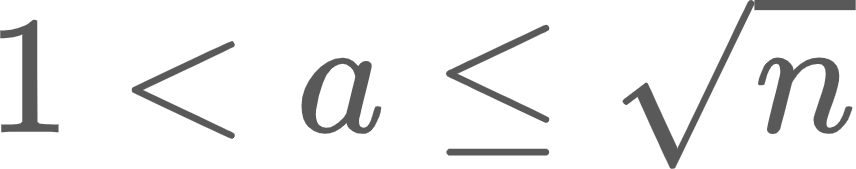 1 < a ≤ √n